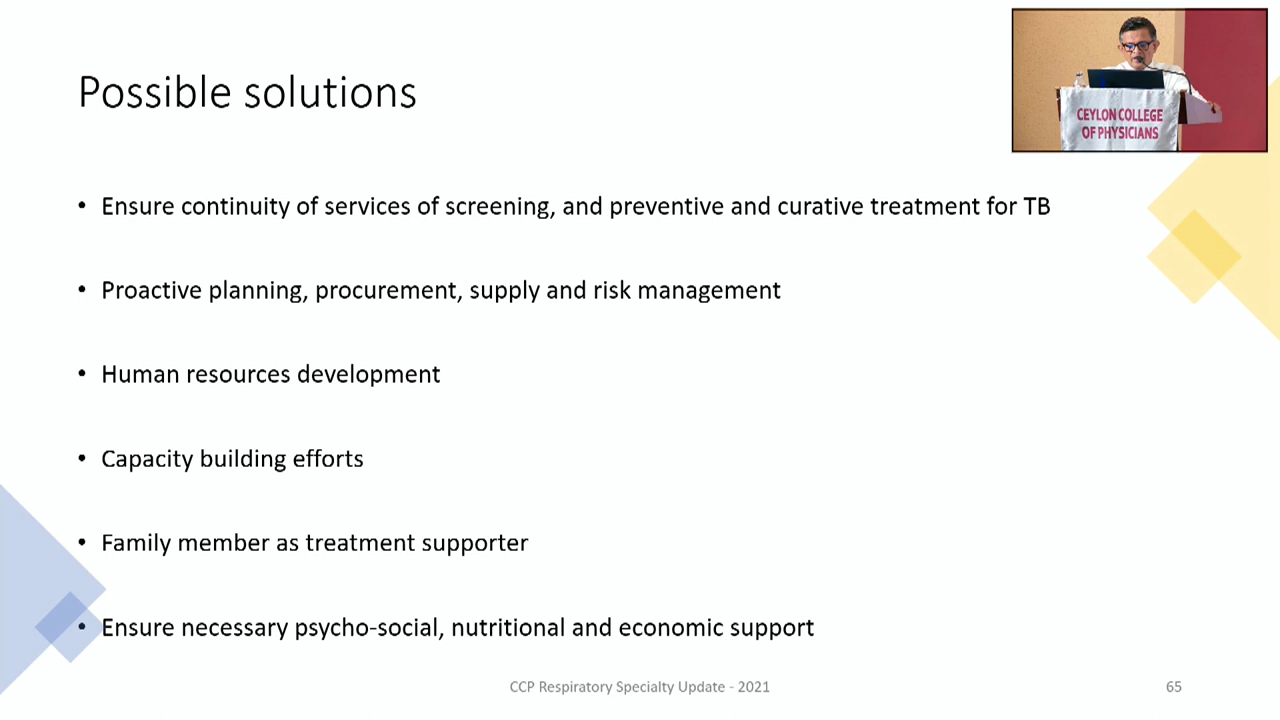 Possible solutions
CEYLON COLLEGE
OF PHYSICIANS
• Ensure continuity of services of screening, and preventive and curative treatment for TB
• Proactive planning, procurement, supply and risk management
• Human resources development
• Capacity building efforts
• Family member as treatment supporter
• Ensure necessary psycho-social, nutritional and economic support
CCP Respiratory Specialty Update - 2021
65